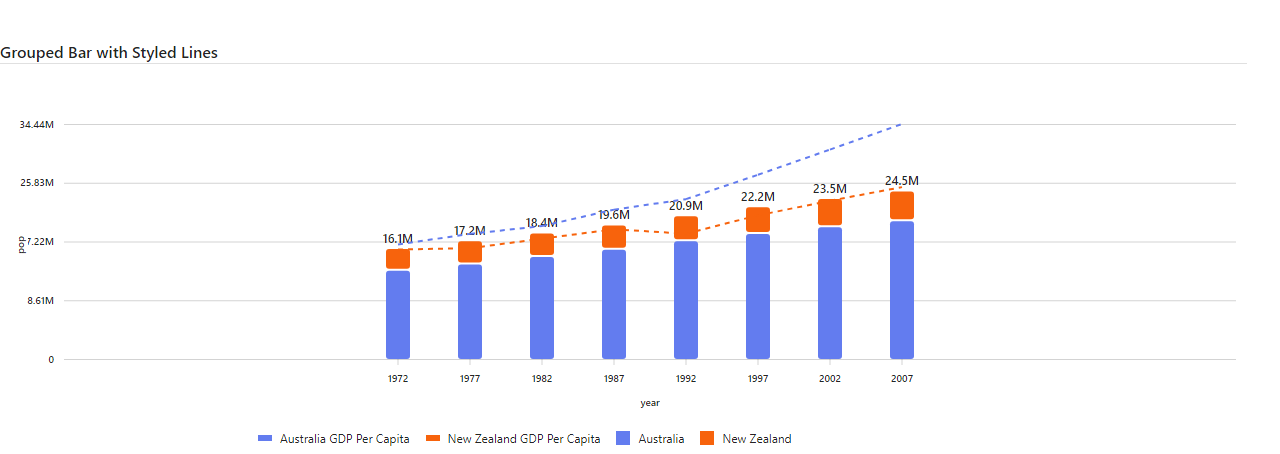 Grouped Bar with Styled Lines
34.44M
25.83M
7.22M
8.61M
0
pop
16.1M
17.2M
18.4M
19.6M
20.9M
22.2M
23.5M
24.5M
1972 1977 1982 1987 1992 1997 2002 2007
year
Australia GDP Per Capita New Zealand GDP Per Capita Australia New Zealand